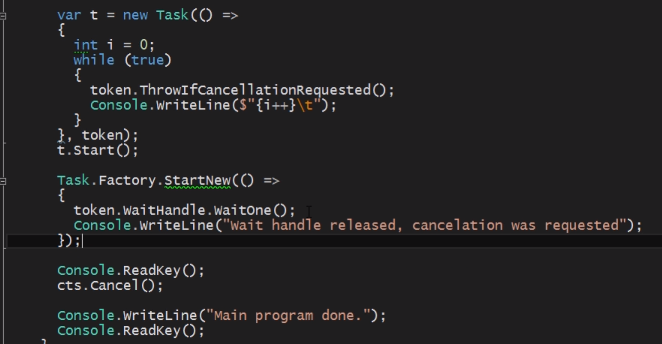 var t = new Task(() =>
{
int i = 0;
while (true)
{
token.ThrowIfCancellationRequested();
Console.WriteLine($"{i++}\t");
}
}, token);
t.Start();
Task.Factory.StartNew(() =>
{
token.WaitHandle.WaitOne();
Console.WriteLine("Wait handle released, cancelation was requested");
});
Console.ReadKey();
cts.Cancel();
Console.WriteLine("Main program done.");
Console.ReadKey();
}